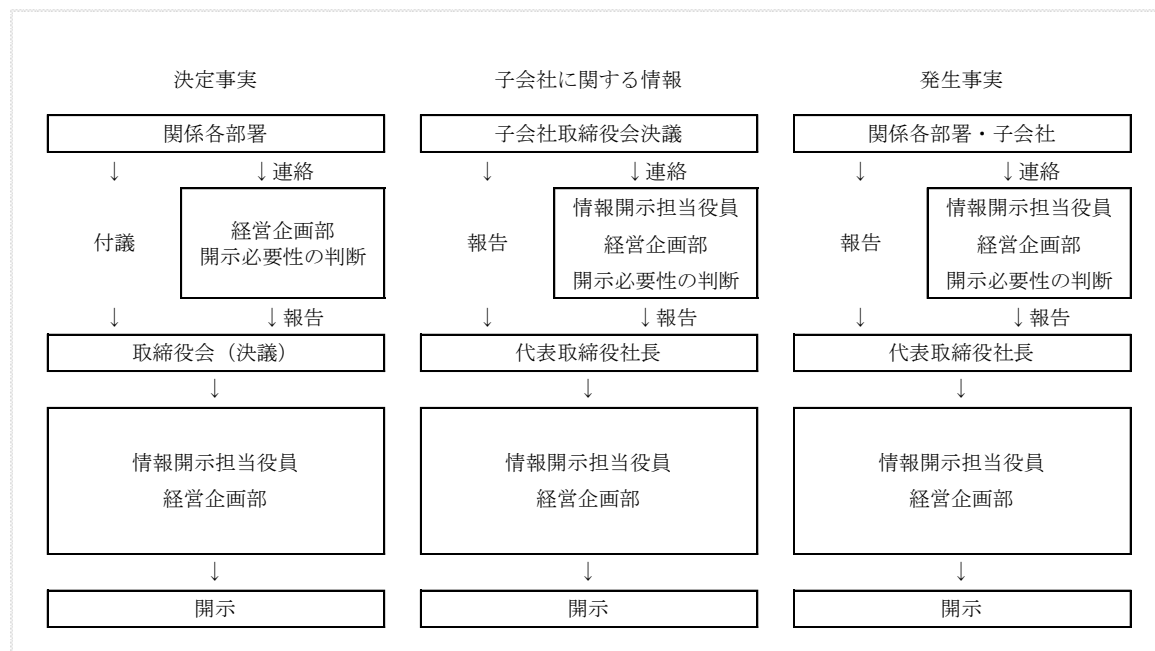 決定事実
関係各部署
↓ ↓連絡
付議
経営企画部
開示必要性の判断
↓ ↓報告
取締役会（決議）
↓
情報開示担当役員
経営企画部
↓
開示
子会社に関する情報
子会社取締役会決議
↓ ↓連絡
報告
情報開示担当役員
経営企画部
開示必要性の判断
↓ ↓報告
代表取締役社長
↓
情報開示担当役員
経営企画部
↓
開示
発生事実
関係各部署・子会社
↓ ↓連絡
報告
情報開示担当役員
経営企画部
開示必要性の判断
↓ ↓報告
代表取締役社長
↓
情報開示担当役員
経営企画部
↓
開示